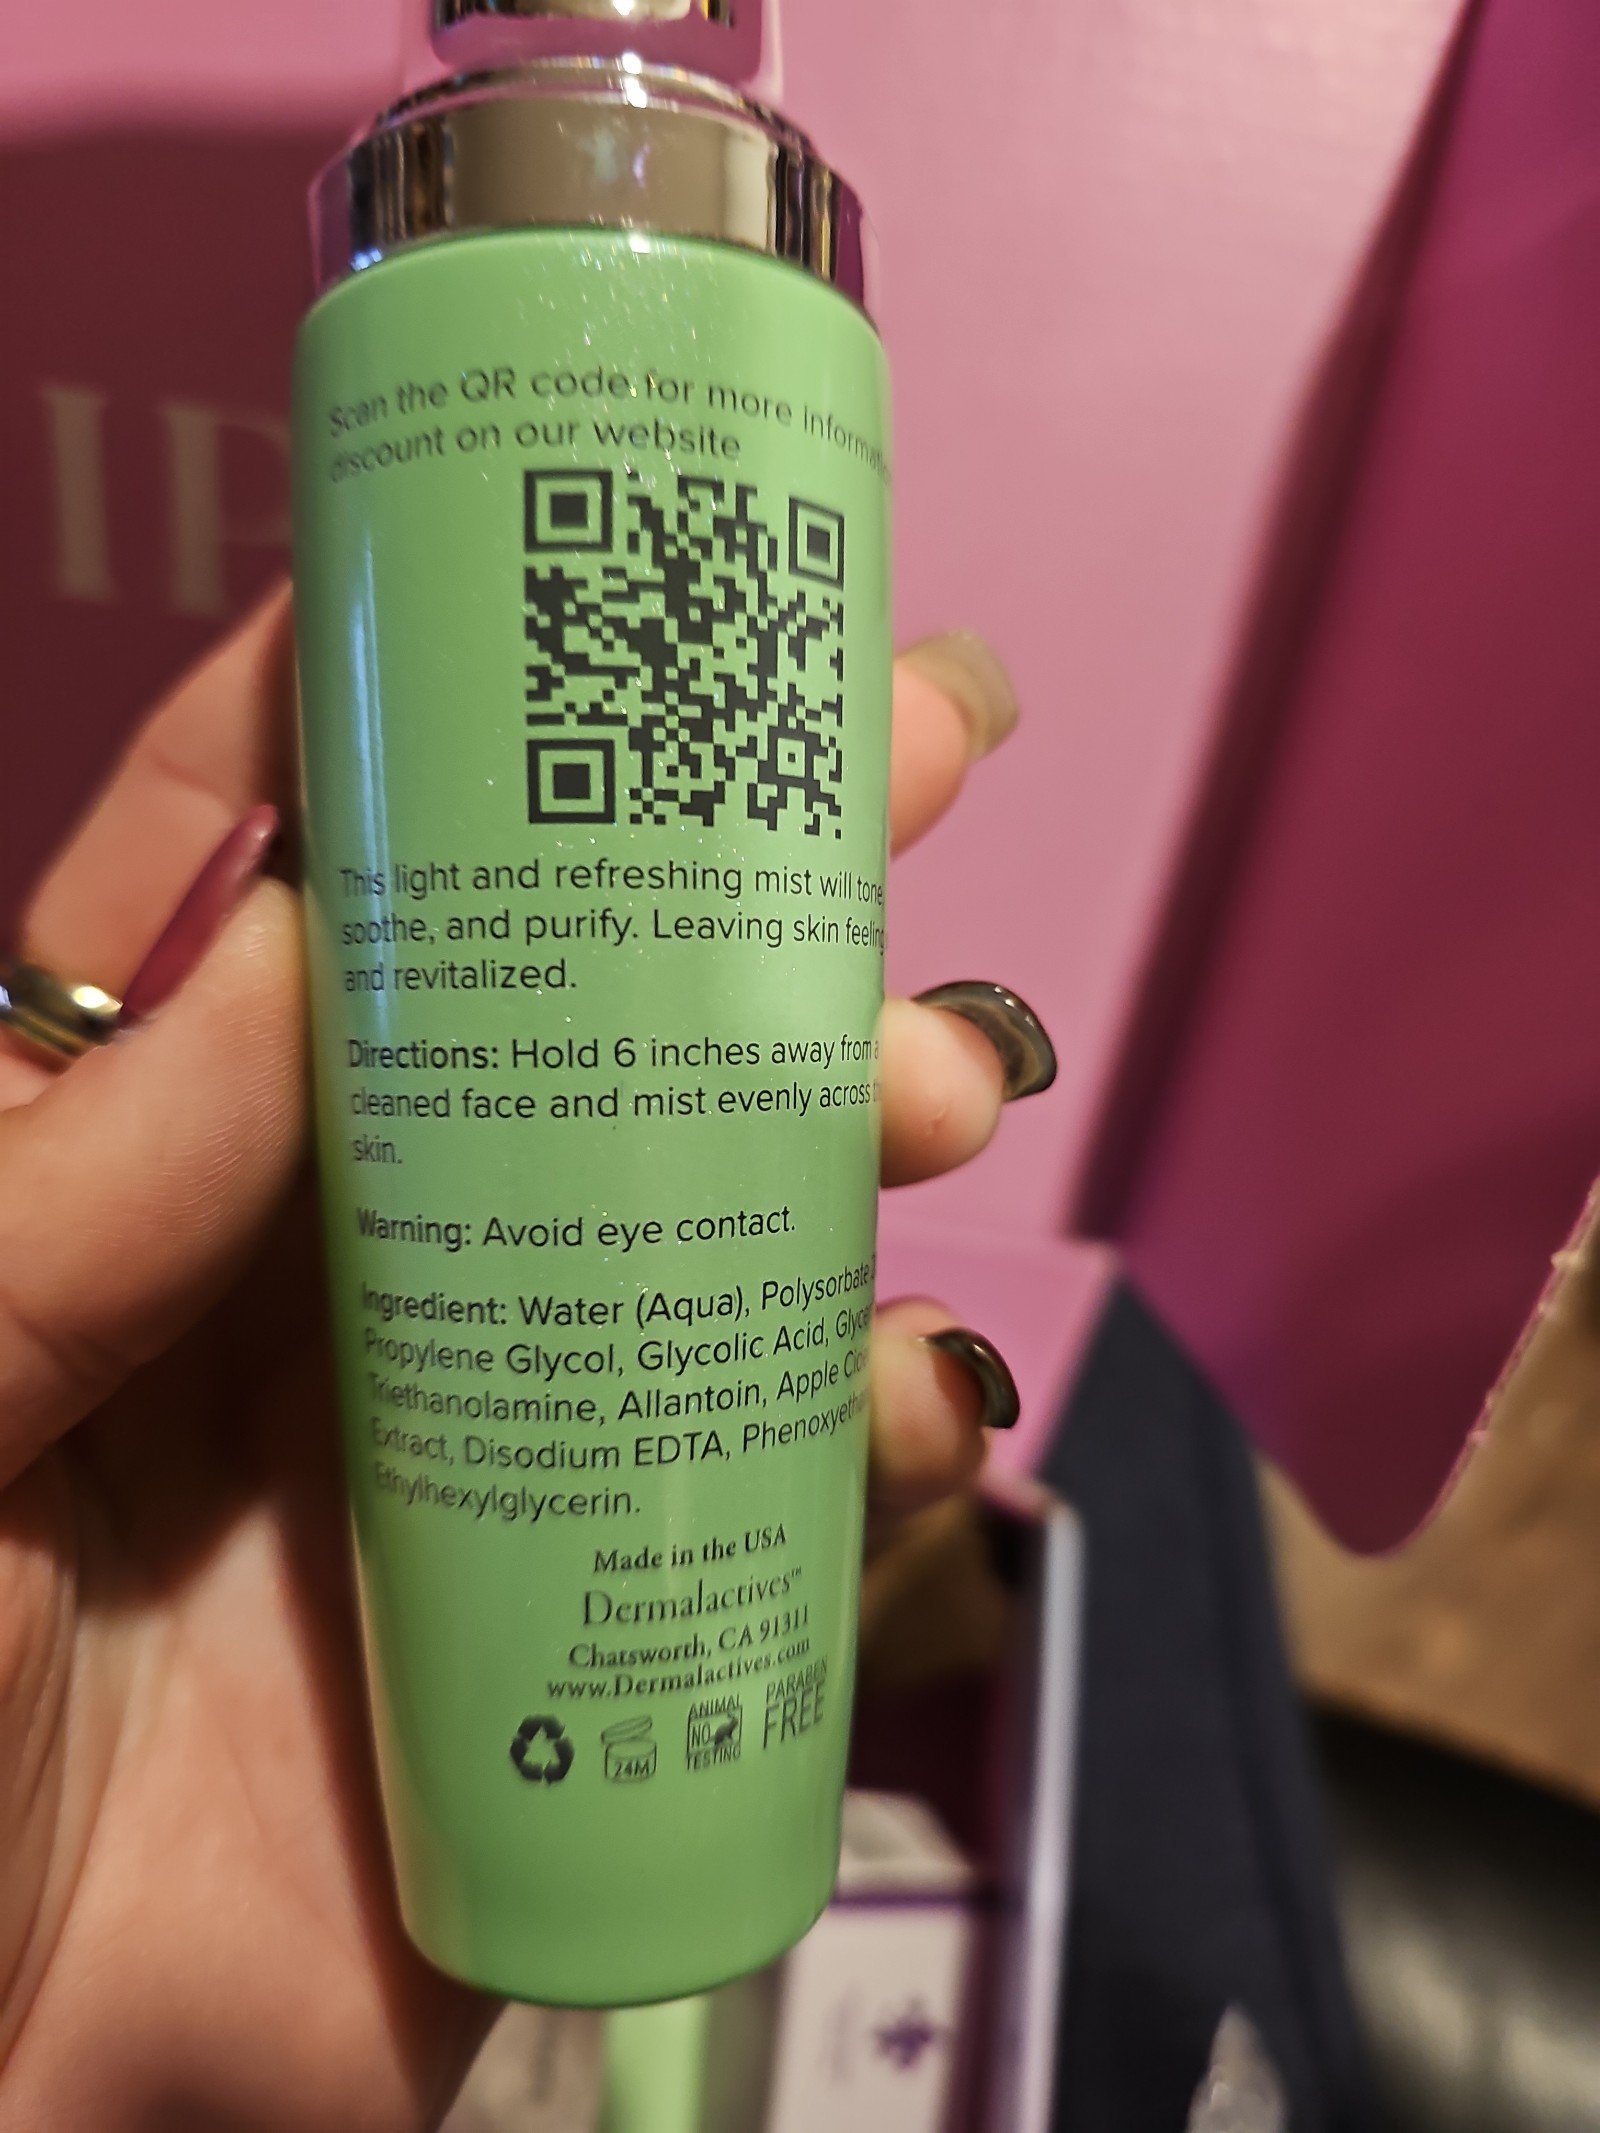 IP
Scan the QR code for more
discount on our website
This light and refreshing mist will tone
soothe, and purify. Leaving skin feeling
and revitalized.
Directions: Hold 6 inches away from a
cleaned face and mist evenly across
skin.
Warning: Avoid eye contact.
Ingredient: Water (Aqua), Polysorbate
Propylene Glycol, Glycolic Acid,
Triethanolamine, Allantoin, Apple
Extract, Disodium EDTA,
Ethylhexylglycerin.
Made in the USA
Dermalactives™
Chatsworth, CA 91311
www.Dermalactives.com
24M
ANIMAL
NO
TESTING
PARABEN
FREE